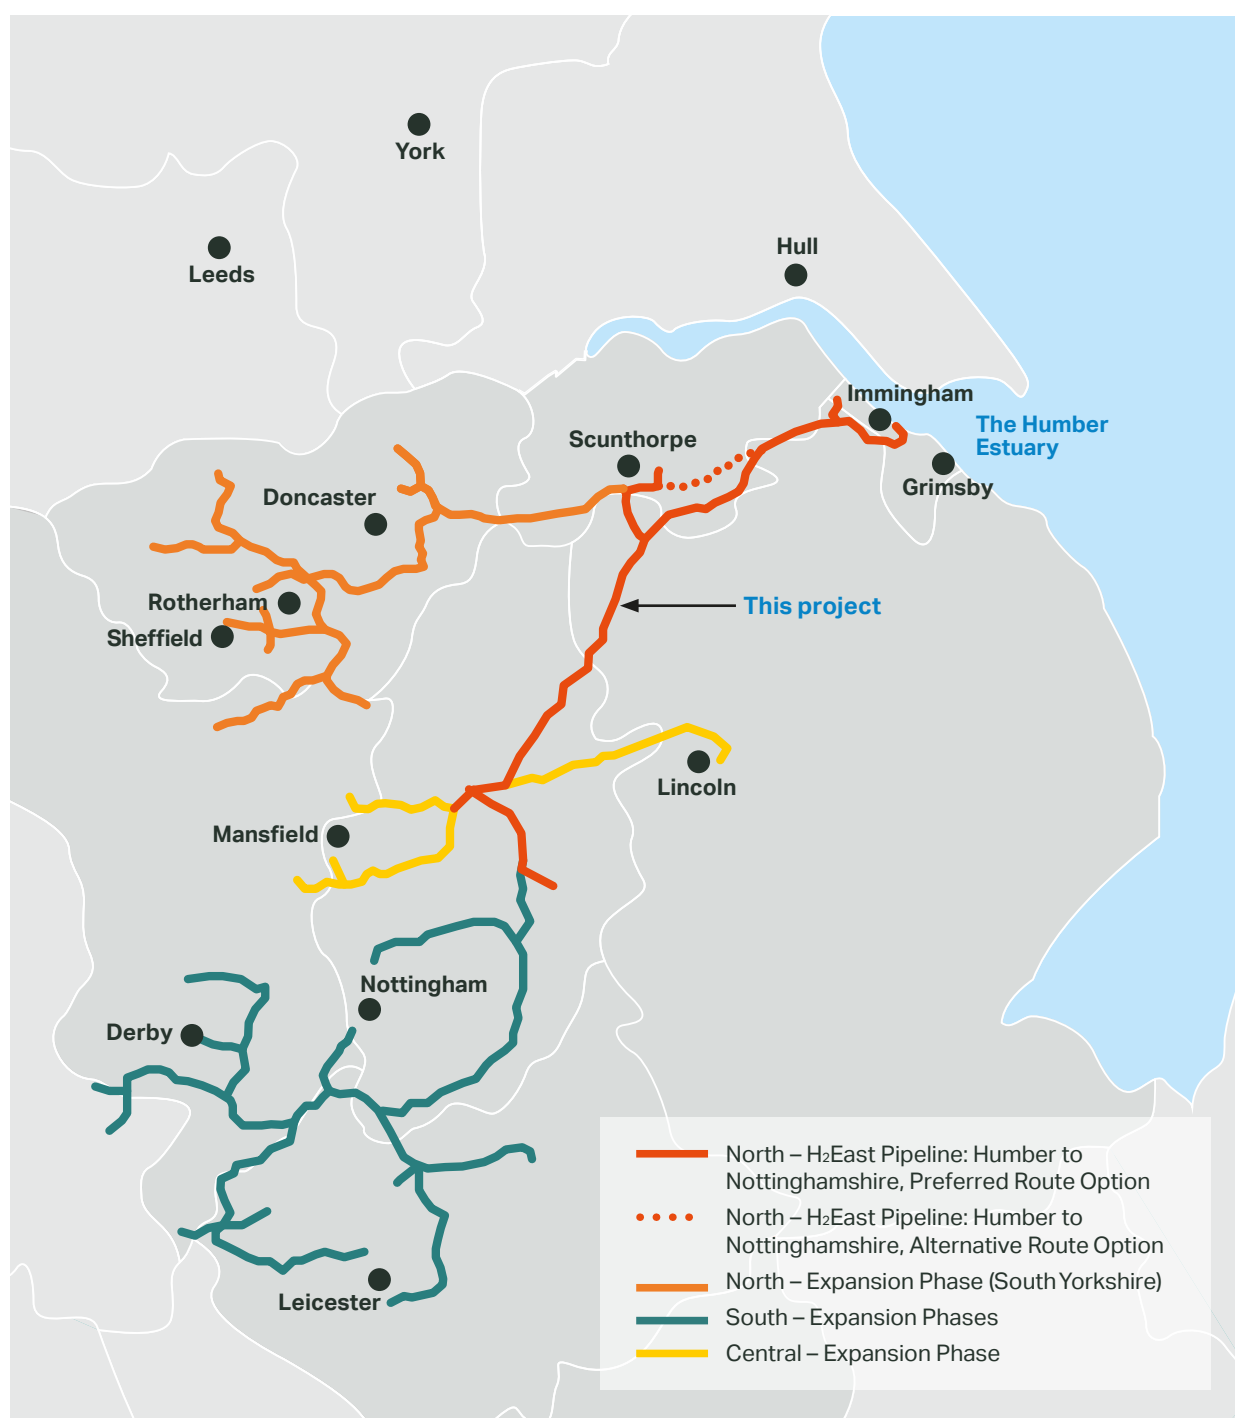 York
Hull
Leeds
Immingham
The Humber
Estuary
Scunthorpe
Grimsby
Doncaster
Rotherham
This project
Sheffield
Lincoln
Mansfield
Nottingham
Derby
Leicester
North – H₂East Pipeline: Humber to
Nottinghamshire, Preferred Route Option
North – H₂East Pipeline: Humber to
Nottinghamshire, Alternative Route Option
North – Expansion Phase (South Yorkshire)
South – Expansion Phases
Central – Expansion Phase